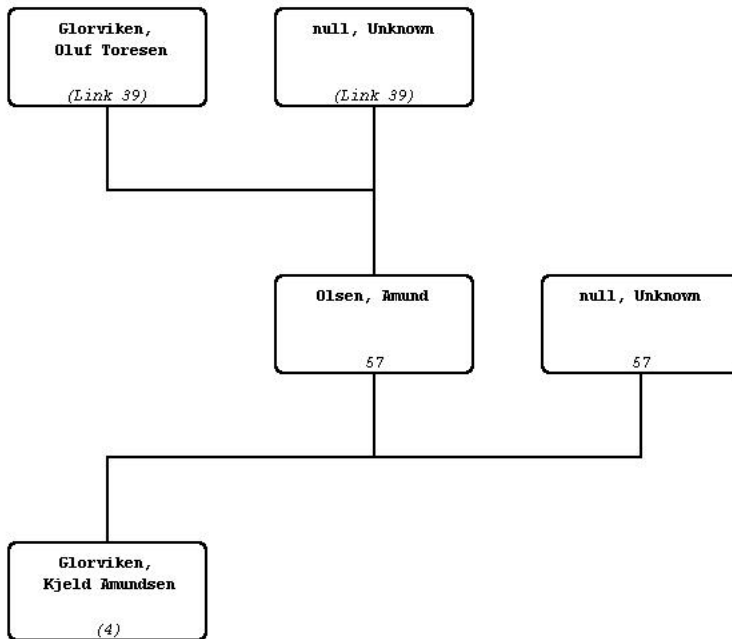 Glorviken,
Oluf Toresen
(Link 39)
null, Unknown
(Link 39)
Olsen, Amund
57
null, Unknown
57
Glorviken,
Kjeld Amundsen
(4)